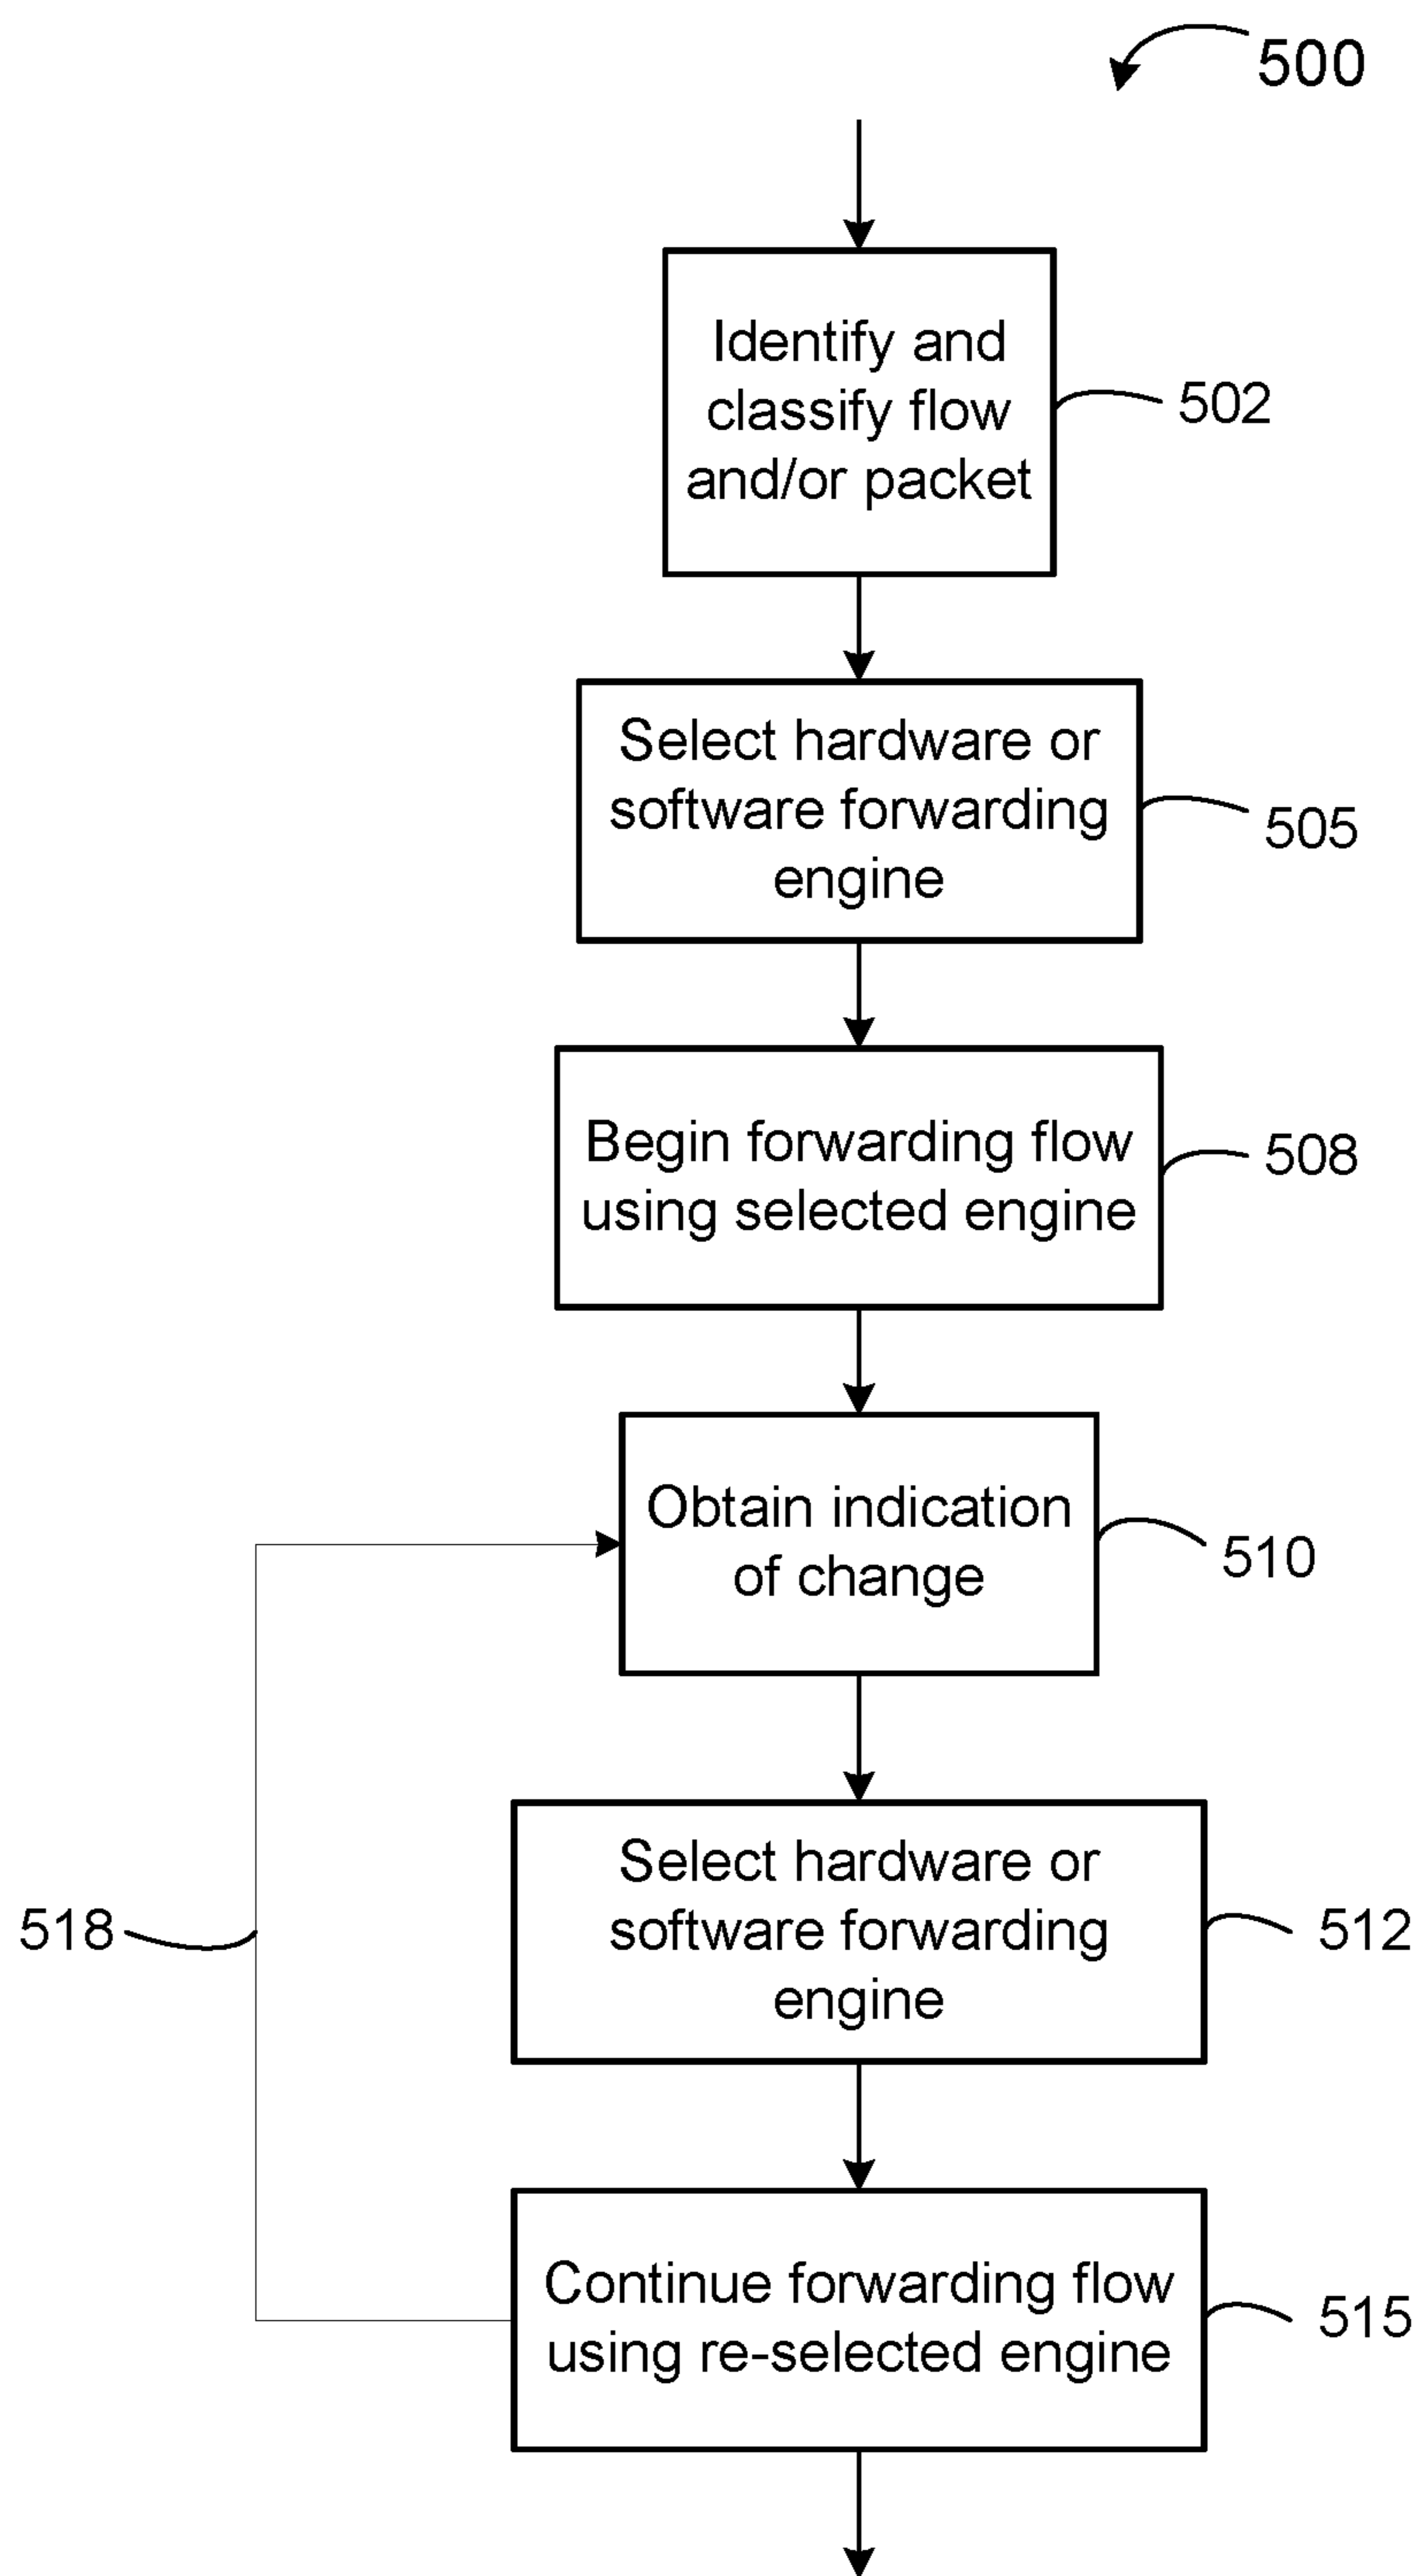 500
Identify and
classify flow
and/or packet
502
Select hardware or
software forwarding
engine
505
Begin forwarding flow
using selected engine
508
Obtain indication
of change
510
Select hardware or
software forwarding
engine
512
518
Continue forwarding flow
using re-selected engine
515